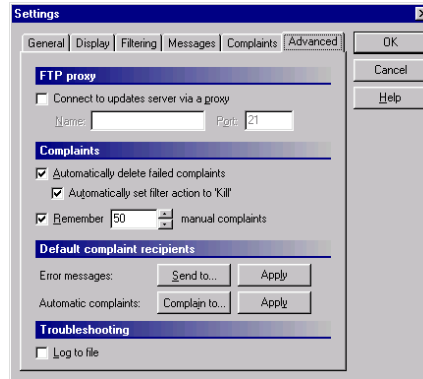 Settings
General Display Filtering Messages Complaints Advanced
OK
Cancel
Help
FTP proxy
Connect to updates server via a proxy
Name: Port: 21
Complaints
Automatically delete failed complaints
Automatically set filter action to 'Kill'
Remember 50 manual complaints
Default complaint recipients
Error messages: Send to... Apply
Automatic complaints: Complain to... Apply
Troubleshooting
Log to file